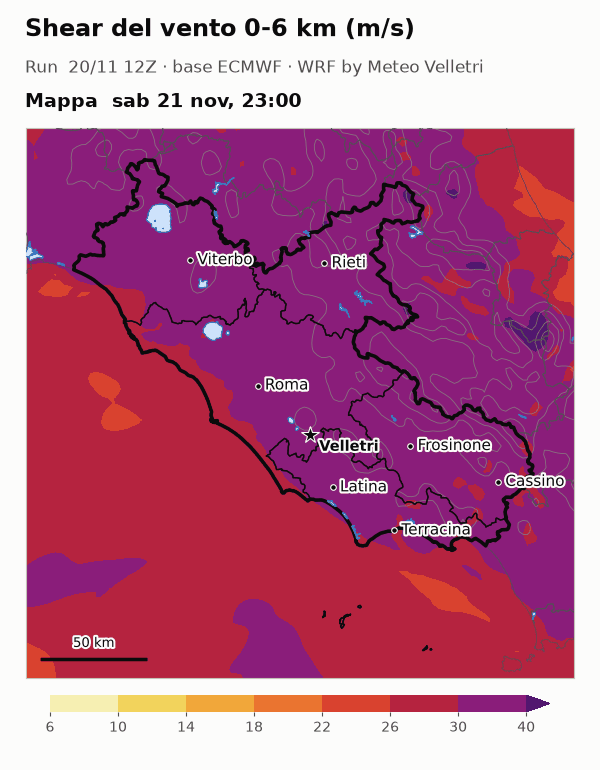 Shear del vento 0-6 km (m/s)
Run  20/11 12Z · base ECMWF · WRF by Meteo Velletri
Mappa  sab 21 nov, 23:00
Viterbo
Rieti
Roma
Velletri
Frosinone
Cassino
Latina
Terracina
50 km
6 10 14 18 22 26 30 40